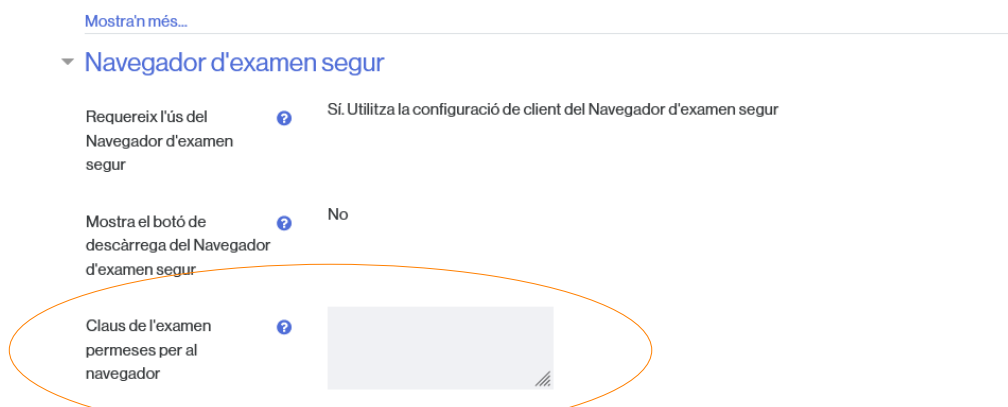 Mostra'n més...
Navegador d'examen segur
Requereix l'ús del
Navegador d'examen
segur
Sí. Utilitza la configuració de client del Navegador d'examen segur
Mostra el botó de
descàrrega del Navegador
d'examen segur
No
Claus de l'examen
permeses per al
navegador